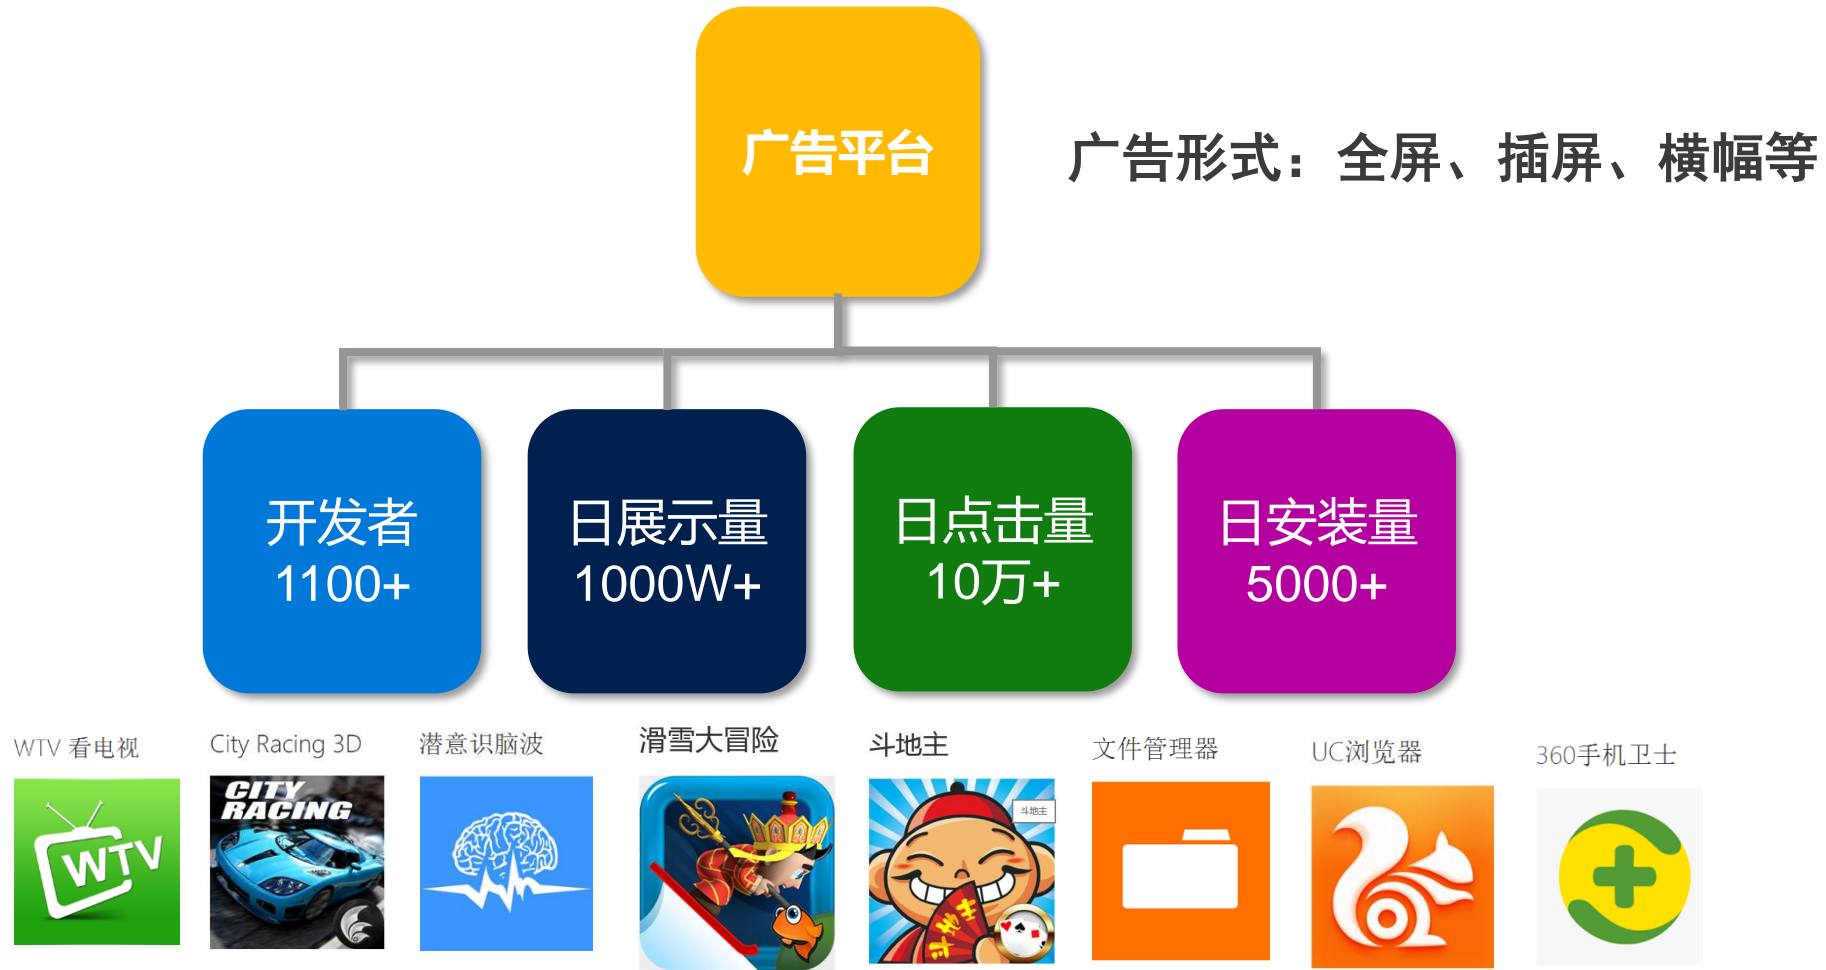 广告平台
广告形式：全屏、插屏、横幅等
开发者
1100+
日展示量
1000W+
日点击量
10万+
日安装量
5000+
WTV 看电视
City Racing 3D
潜意识脑波
滑雪大冒险
斗地主
文件管理器
UC浏览器
360手机卫士
WTV
CITY
RACING
斗地主